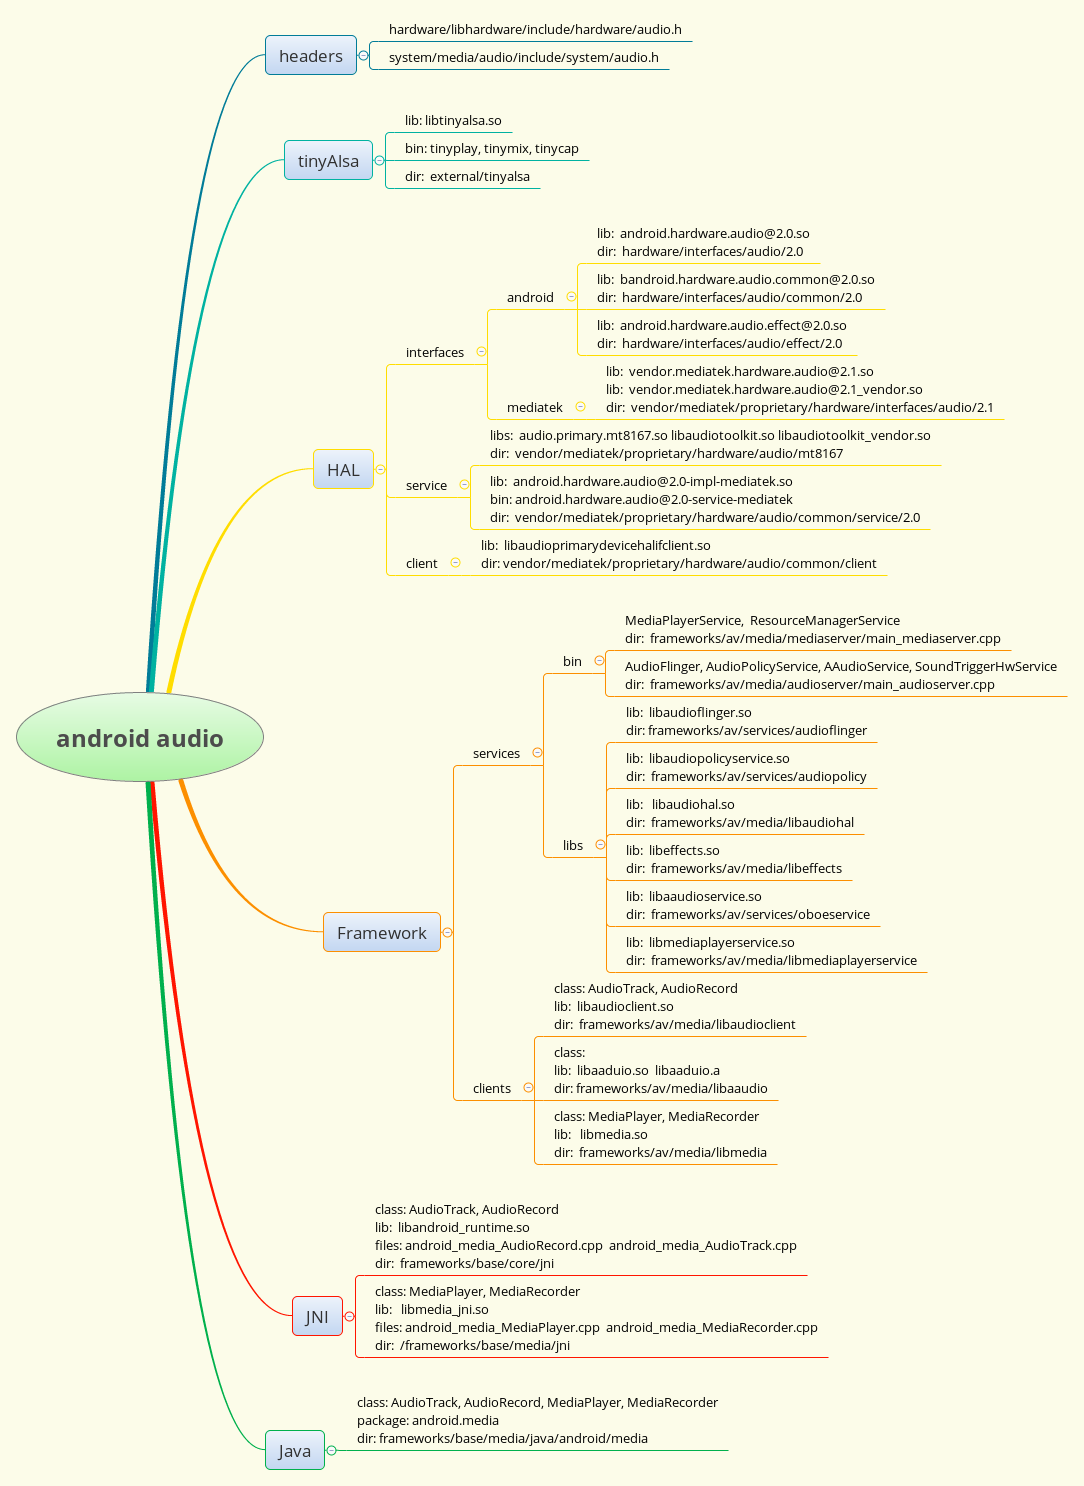 android audio
headers
hardware/libhardware/include/hardware/audio.h
system/media/audio/include/system/audio.h
tinyAlsa
lib: libtinyalsa.so
bin: tinyplay, tinymix, tinycap
dir: external/tinyalsa
HAL
interfaces
android
lib: android.hardware.audio@2.0.so
dir: hardware/interfaces/audio/2.0
lib: bandroid.hardware.audio.common@2.0.so
dir: hardware/interfaces/audio/common/2.0
lib: android.hardware.audio.effect@2.0.so
dir: hardware/interfaces/audio/effect/2.0
mediatek
lib: vendor.mediatek.hardware.audio@2.1.so
lib: vendor.mediatek.hardware.audio@2.1_vendor.so
dir: vendor/mediatek/proprietary/hardware/interfaces/audio/2.1
service
libs: audio.primary.mt8167.so libaudiotoolkit.so libaudiotoolkit_vendor.so
dir: vendor/mediatek/proprietary/hardware/audio/mt8167
lib: android.hardware.audio@2.0-impl-mediatek.so
bin: android.hardware.audio@2.0-service-mediatek
dir: vendor/mediatek/proprietary/hardware/audio/common/service/2.0
client
lib: libaudioprimarydevicehalifclient.so
dir: vendor/mediatek/proprietary/hardware/audio/common/client
Framework
services
bin
MediaPlayerService, ResourceManagerService
dir: frameworks/av/media/mediaserver/main_mediaserver.cpp
AudioFlinger, AudioPolicyService, AAudioService, SoundTriggerHwService
dir: frameworks/av/media/audioserver/main_audioserver.cpp
libs
lib: libaudioflinger.so
dir: frameworks/av/services/audioflinger
lib: libaudiopolicyservice.so
dir: frameworks/av/services/audiopolicy
lib: libaudiohal.so
dir: frameworks/av/media/libaudiohal
lib: libeffects.so
dir: frameworks/av/media/libeffects
lib: libaaudioservice.so
dir: frameworks/av/services/oboeservice
lib: libmediaplayerservice.so
dir: frameworks/av/media/libmediaplayerservice
clients
class: AudioTrack, AudioRecord
lib: libaudioclient.so
dir: frameworks/av/media/libaudioclient
class:
lib: libaaduio.so libaaduio.a
dir: frameworks/av/media/libaaudio
class: MediaPlayer, MediaRecorder
lib: libmedia.so
dir: frameworks/av/media/libmedia
JNI
class: AudioTrack, AudioRecord
lib: libandroid_runtime.so
files: android_media_AudioRecord.cpp android_media_AudioTrack.cpp
dir: frameworks/base/core/jni
class: MediaPlayer, MediaRecorder
lib: libmedia_jni.so
files: android_media_MediaPlayer.cpp android_media_MediaRecorder.cpp
dir: /frameworks/base/media/jni
Java
class: AudioTrack, AudioRecord, MediaPlayer, MediaRecorder
package: android.media
dir: frameworks/base/media/java/android/media